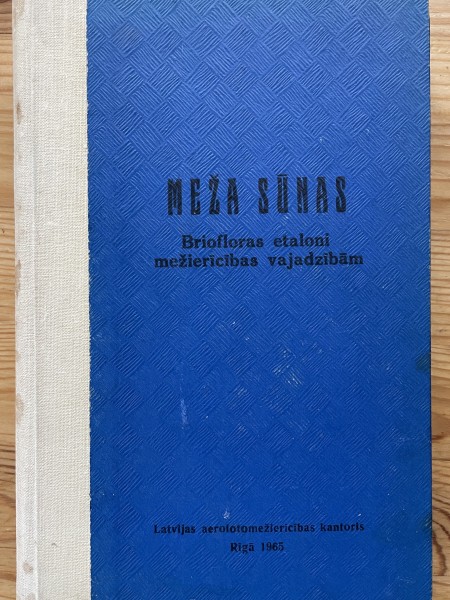 MEŽA SŪNAS
Briofloras etaloni
mežierīcības vajadzībām
Latvijas aerofotomežierīcības kantoris
Rīgā 1965